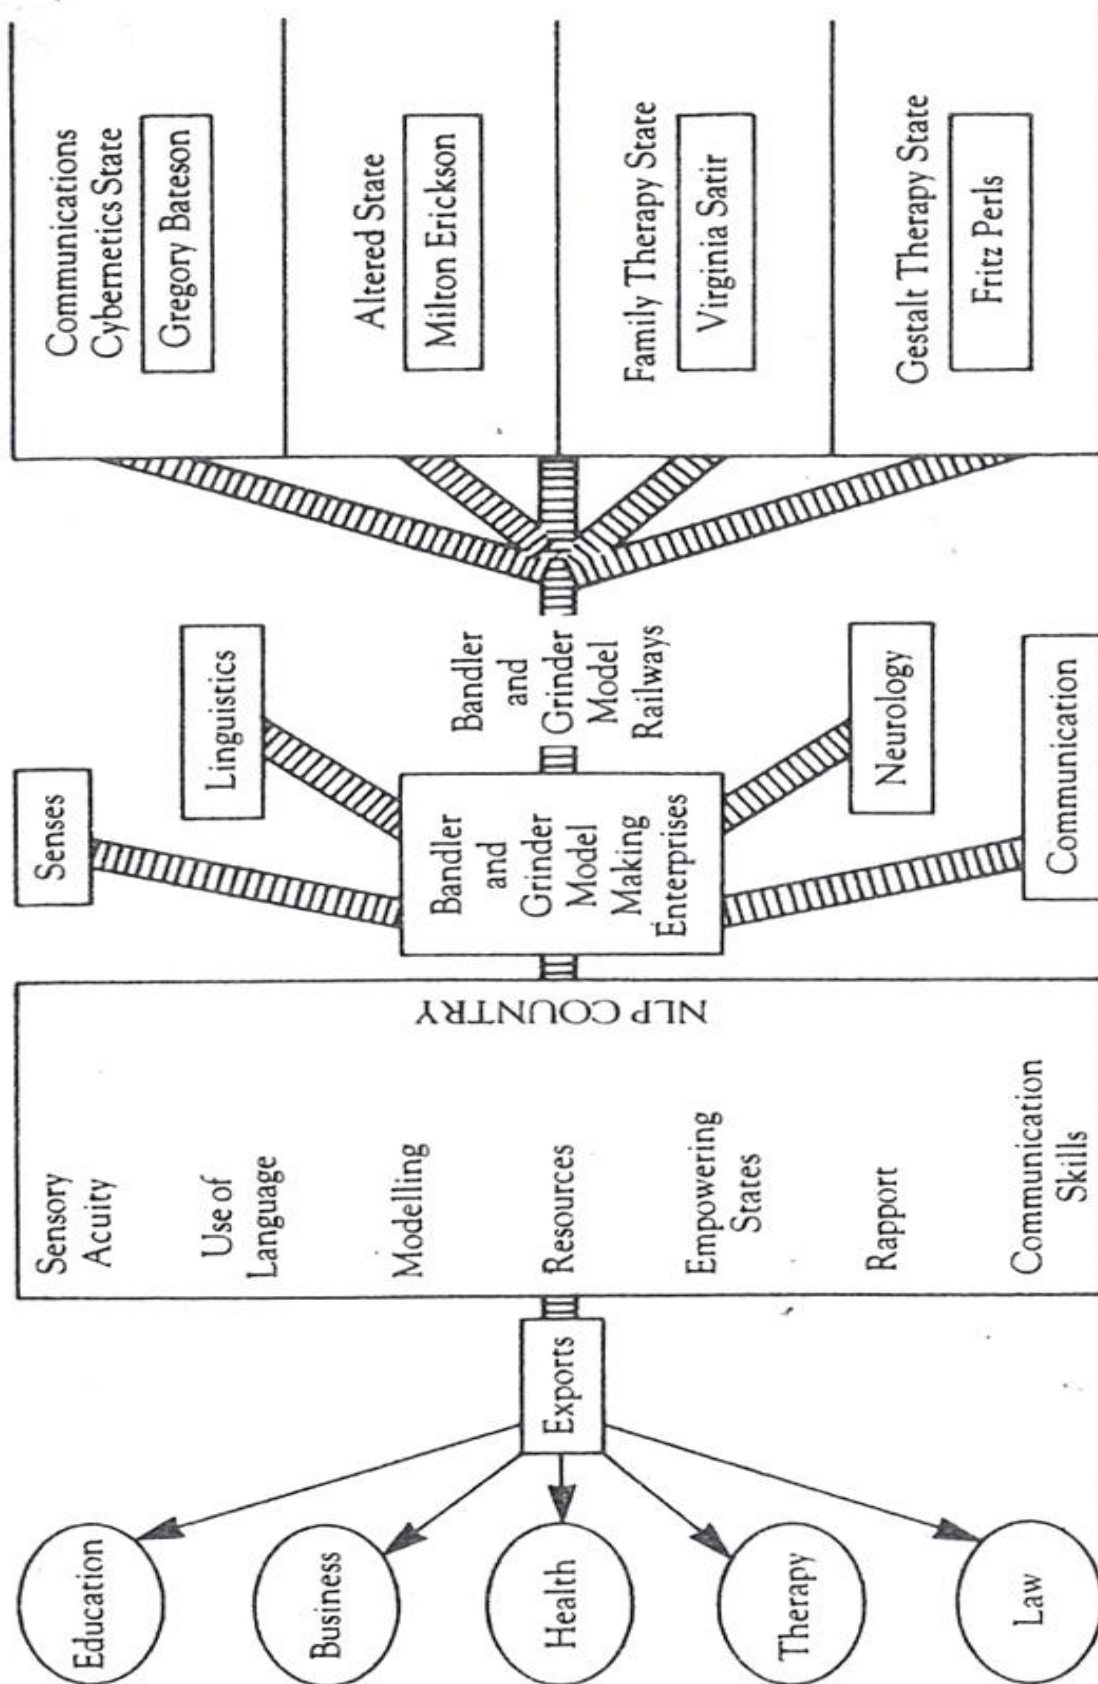 Communications
Cybernetics State
Gregory Bateson
Altered State
Milton Erickson
Family Therapy State
Virginia Satir
Gestalt Therapy State
Fritz Perls
Bandler
and
Grinder
Model
Railways
Senses
Linguistics
Bandler
and
Grinder
Model
Making
Enterprises
Neurology
Communication
NLP COUNTRY
Sensory
Acuity
Use of
Language
Modelling
Resources
Empowering
States
Rapport
Communication
Skills
Exports
Education
Business
Health
Therapy
Law